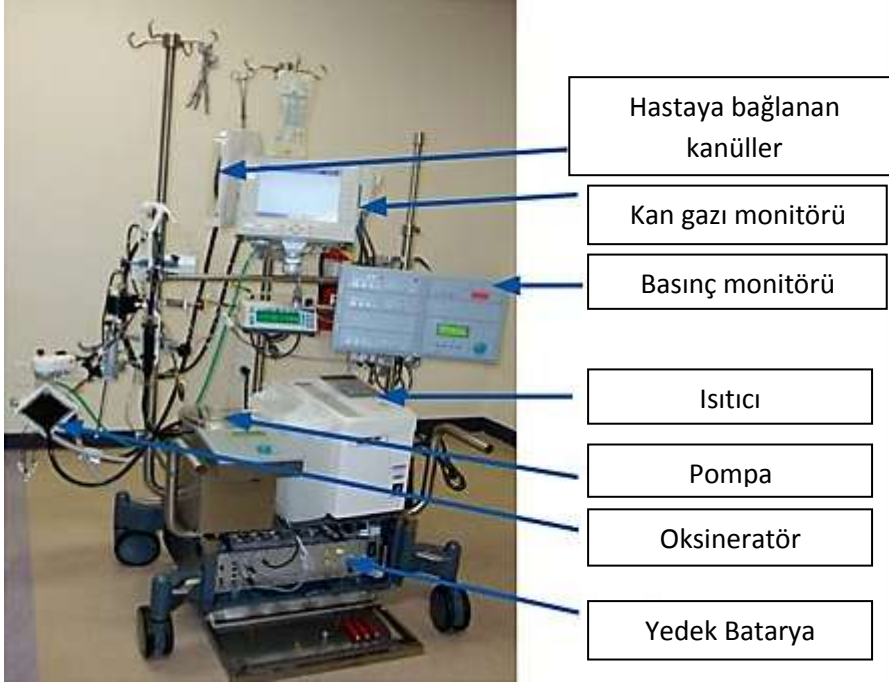 Hastaya bağlanan
kanüller
Kan gazı monitörü
Basınç monitörü
Isıtıcı
Pompa
Oksineratör
Yedek Batarya